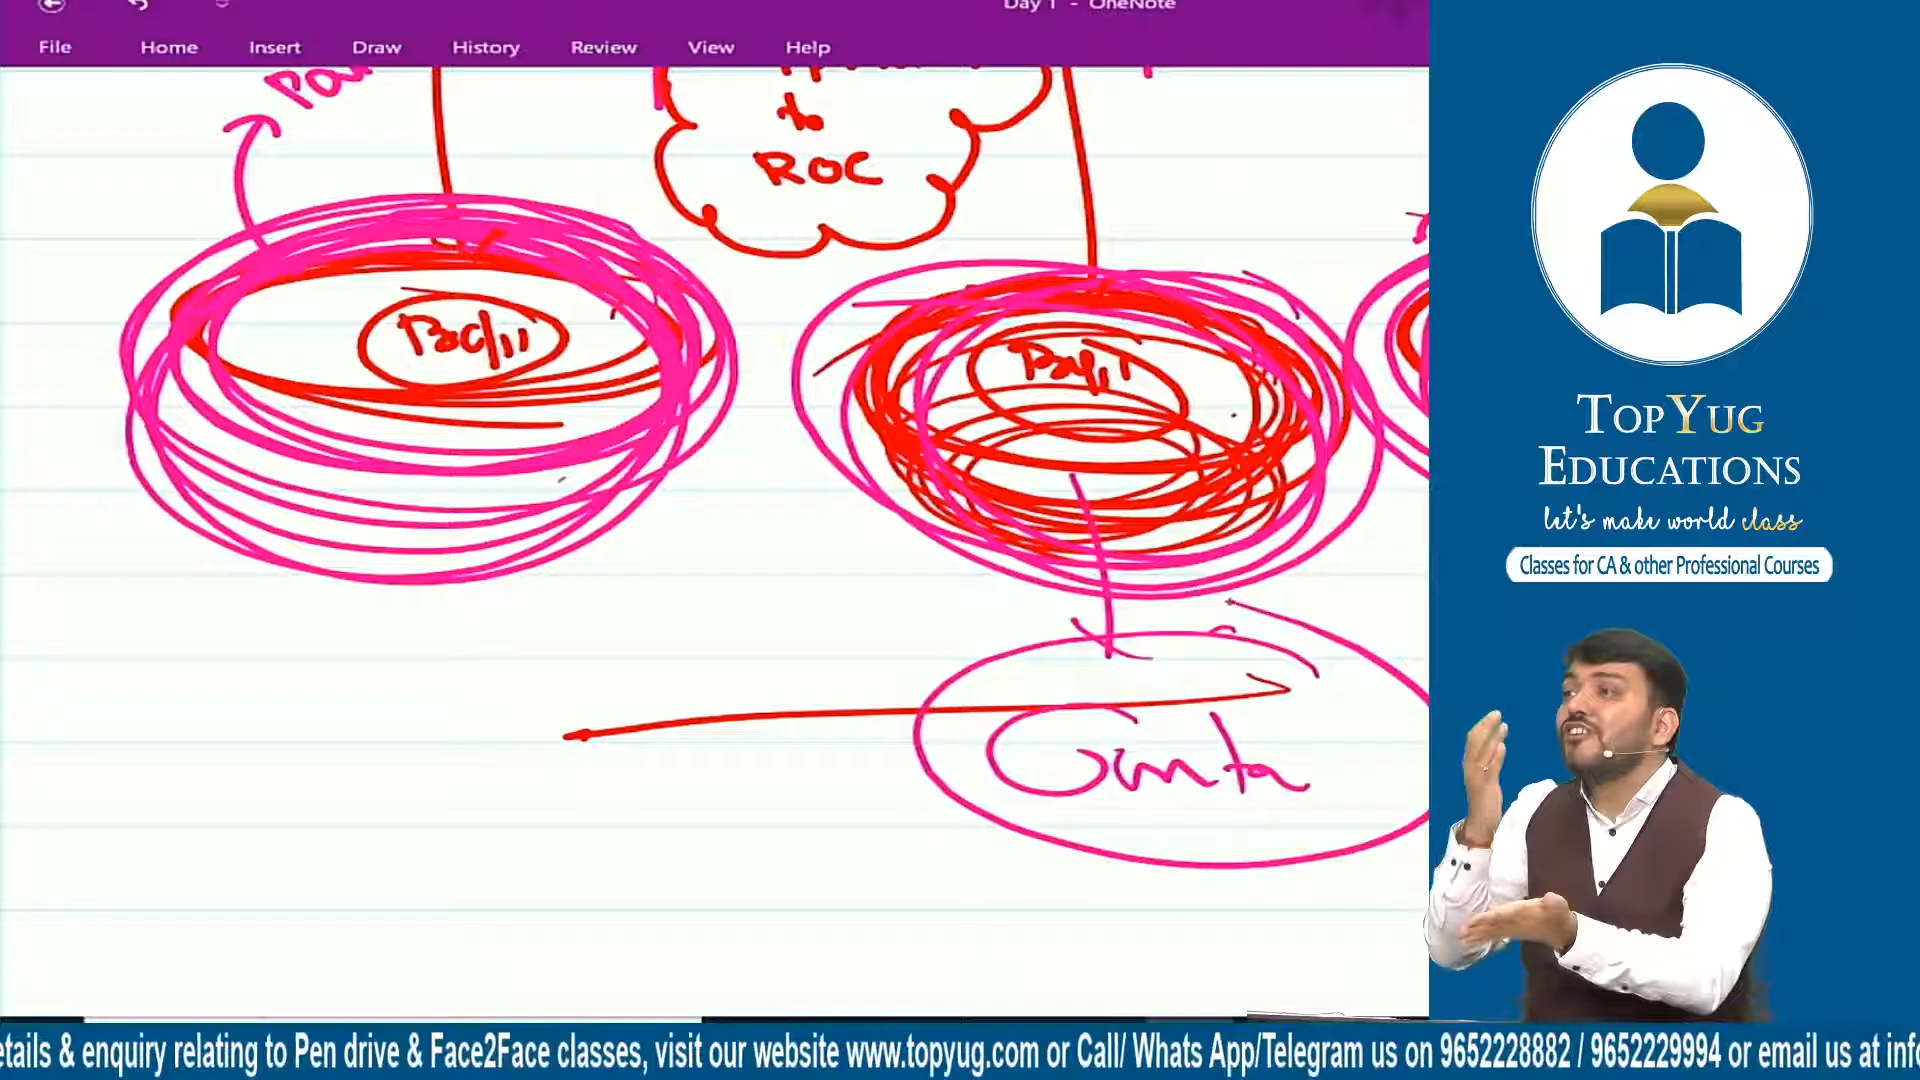 Day 1 - OneNote
File Home Insert Draw History Review View Help
to
ROC
TOPYUG
EDUCATIONS
let's make world class
Classes for CA & other Professional Courses
etails & enquiry relating to Pen drive & Face2Face classes, visit our website www.topyug.com or Call/ Whats App/Telegram us on 9652228882 / 9652229994 or email us at info